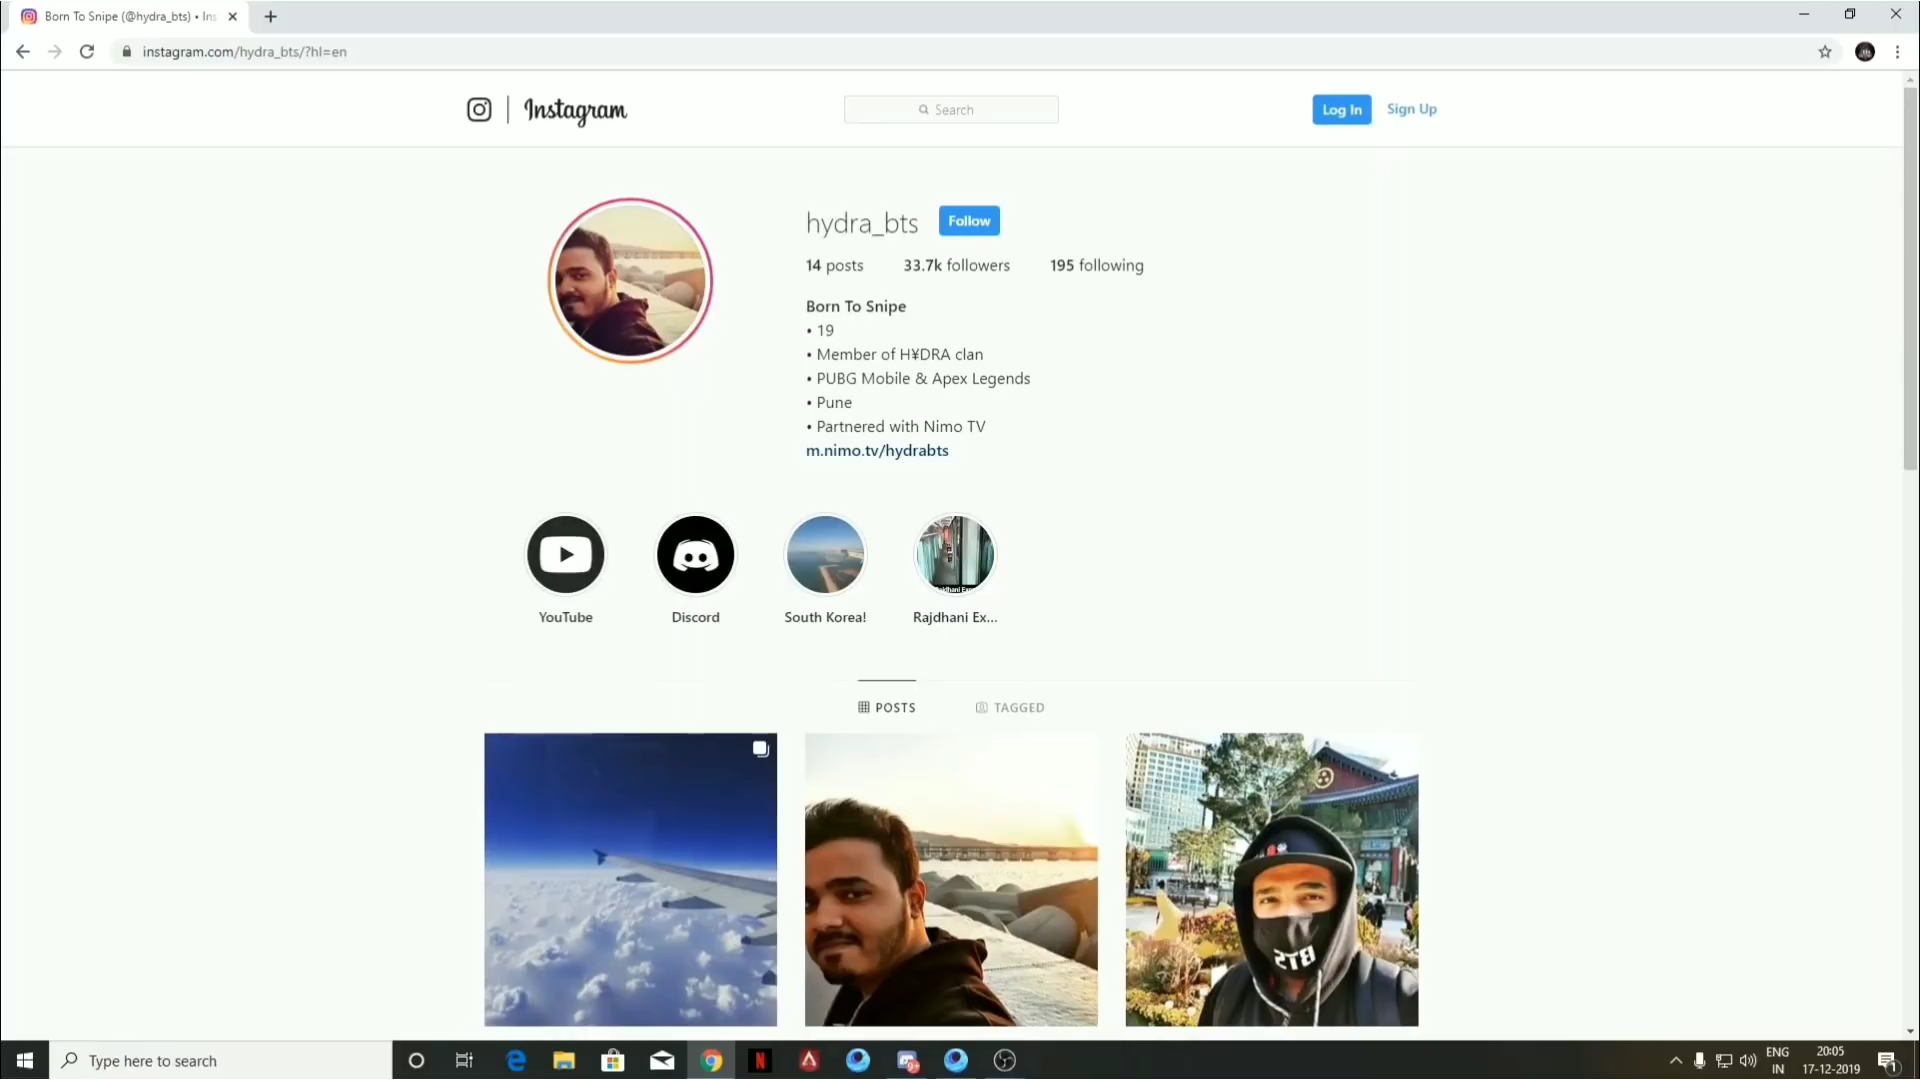 Born To Snipe (@hydra_bts) • Ins
instagram.com/hydra_bts/?hl=en
Instagram
Search
Log In
Sign Up
hydra_bts
Follow
14 posts
33.7k followers
195 following
Born To Snipe
• 19
• Member of H¥DRA clan
• PUBG Mobile & Apex Legends
• Pune
• Partnered with Nimo TV
m.nimo.tv/hydrabts
YouTube
Discord
South Korea!
Rajdhani Ex...
POSTS
TAGGED
BTS
Type here to search
ENG
IN
20:05
17-12-2019
1